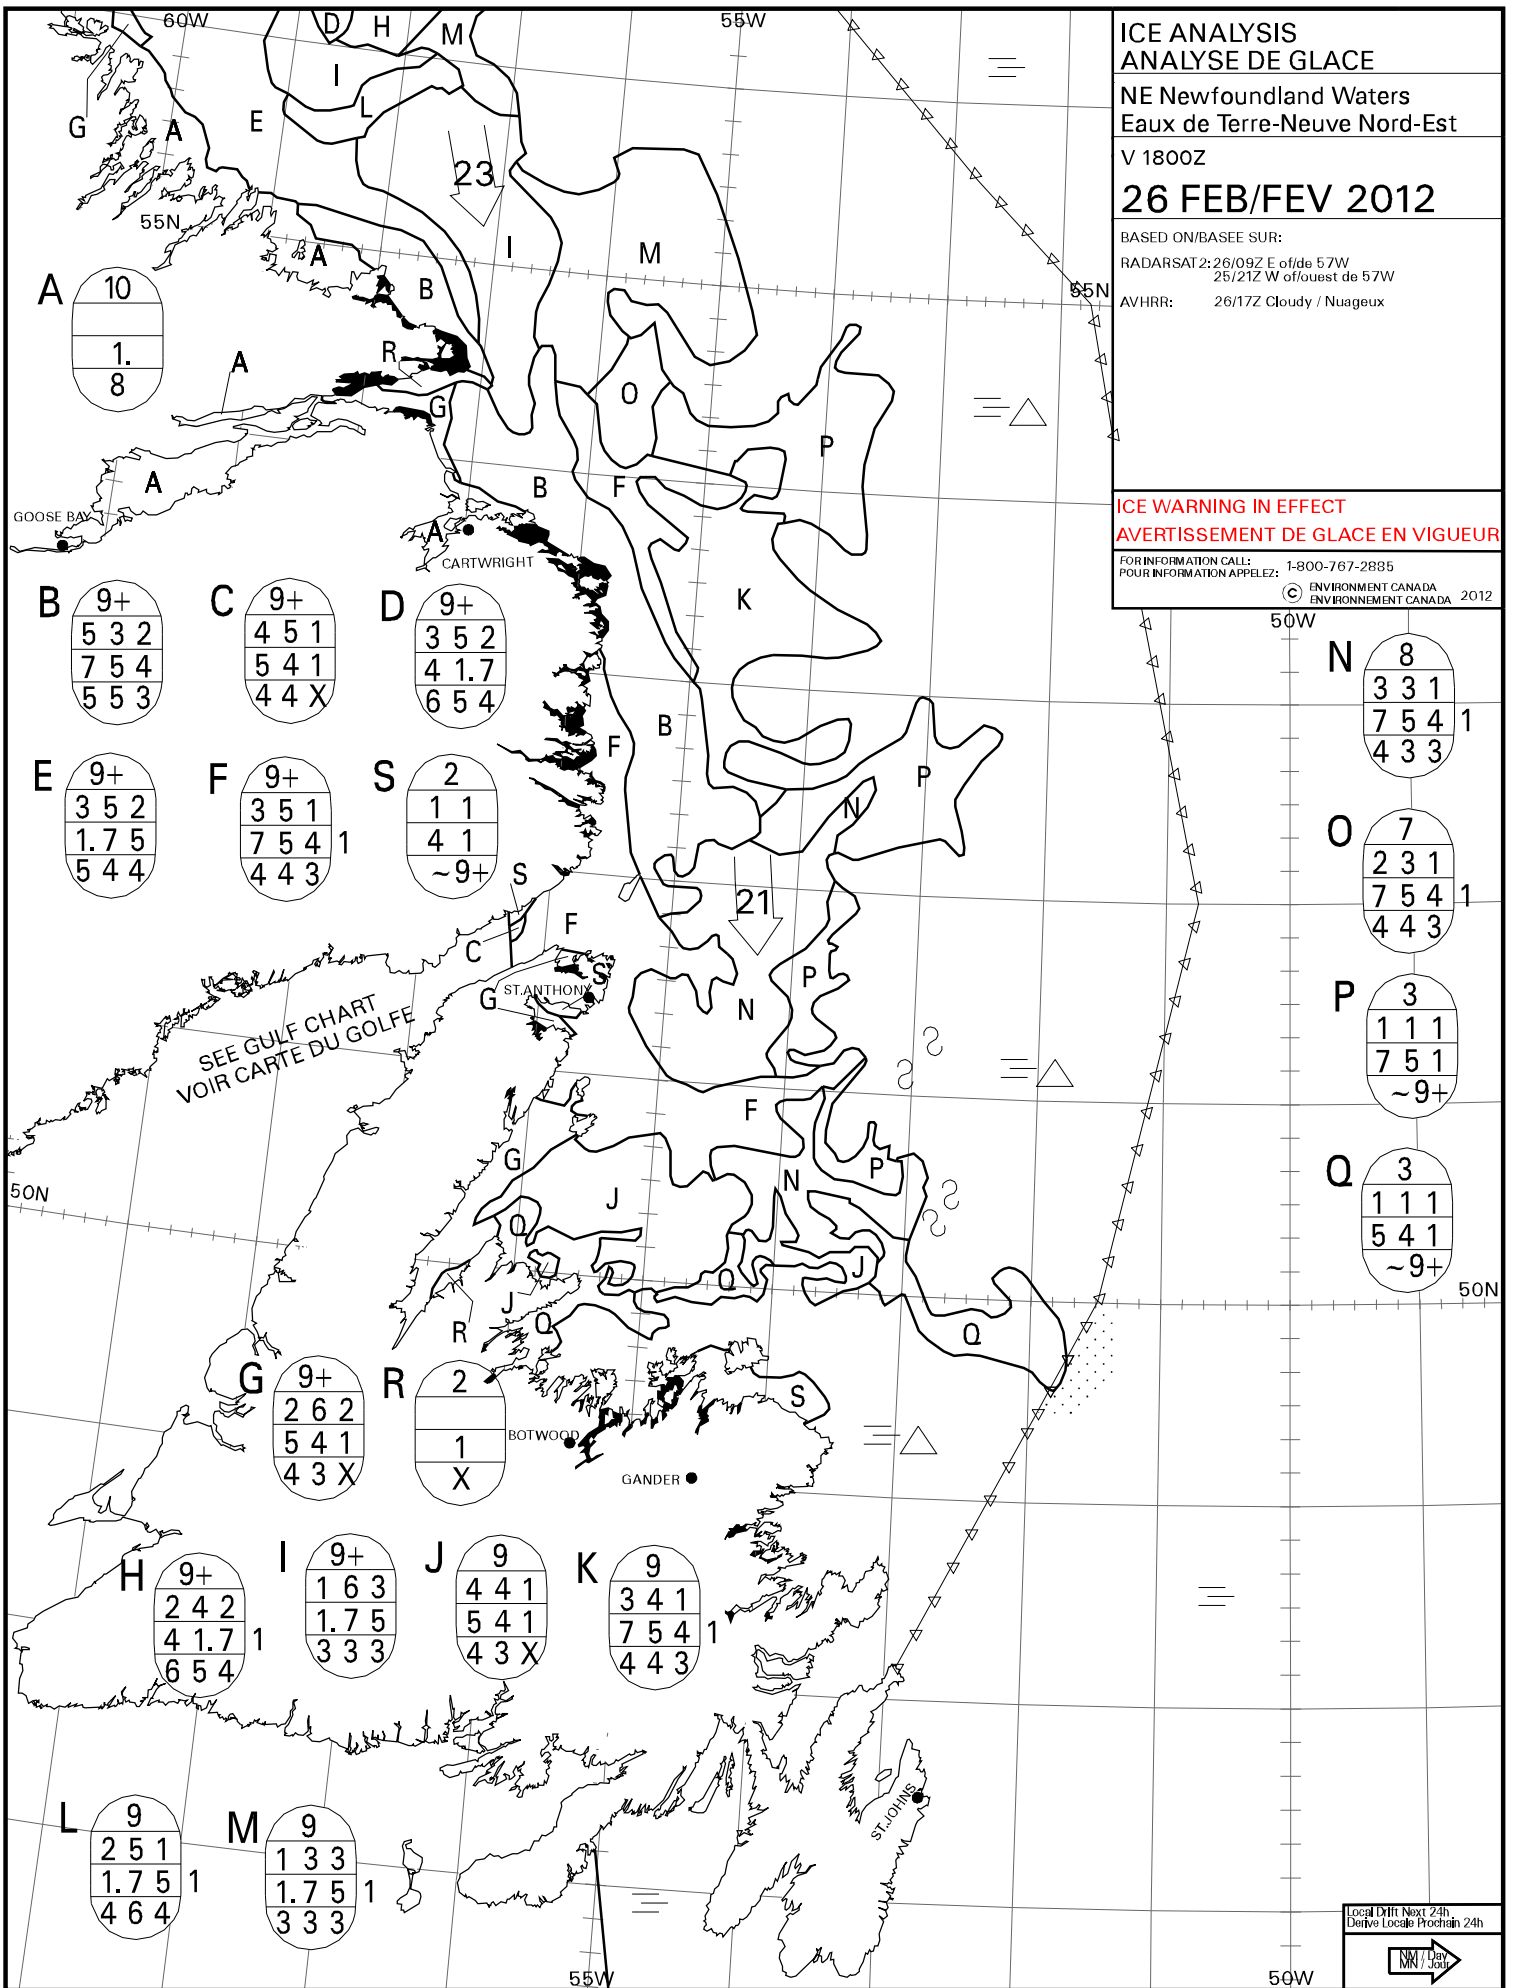 60W
55W
D
H
M
I
L
E
G
A
23
55N
A
B
I
M
55N
ICE ANALYSIS
ANALYSE DE GLACE
NE Newfoundland Waters
Eaux de Terre-Neuve Nord-Est
V 1800Z
26 FEB/FEV 2012
BASED ON/BASEE SUR:
RADARSAT2: 26/09Z E of/de 57W
25/21Z W of/ouest de 57W
AVHRR: 26/17Z Cloudy / Nuageux
ICE WARNING IN EFFECT
AVERTISSEMENT DE GLACE EN VIGUEUR
FOR INFORMATION CALL:
POUR INFORMATION APPELEZ: 1-800-767-2885
© ENVIRONMENT CANADA
ENVIRONNEMENT CANADA 2012
A
10
1.
8
R
A
G
O
P
A
B
F
GOOSE BAY
A
CARTWRIGHT
K
50W
B
9+
5 3 2
7 5 4
5 5 3
C
9+
4 5 1
5 4 1
4 4 X
D
9+
3 5 2
4 1.7
6 5 4
N
8
3 3 1
7 5 4 1
4 3 3
E
9+
3 5 2
1.7 5
5 4 4
F
9+
3 5 1
7 5 4 1
4 4 3
S
2
1 1
4 1
~9+
F
B
P
N
O
7
2 3 1
7 5 4 1
4 4 3
S
21
F
C
S
G
ST.ANTHONY
P
N
P
3
1 1 1
7 5 1
~9+
SEE GULF CHART
VOIR CARTE DU GOLFE
F
G
P
N
J
50N
Q
3
1 1 1
5 4 1
~9+
50N
Q
J
Q
J
R
Q
Q
G
9+
2 6 2
5 4 1
4 3 X
R
2
1
X
S
BOTWOOD
GANDER
H
9+
2 4 2
4 1.7 1
6 5 4
I
9+
1 6 3
1.7 5
3 3 3
J
9
4 4 1
5 4 1
4 3 X
K
9
3 4 1
7 5 4 1
4 4 3
L
9
2 5 1
1.7 5 1
4 6 4
M
9
1 3 3
1.7 5 1
3 3 3
ST.JOHNS
55W
50W
Local Drift Next 24h
Derive Locale Prochain 24h
NM / Day
MN / Jour